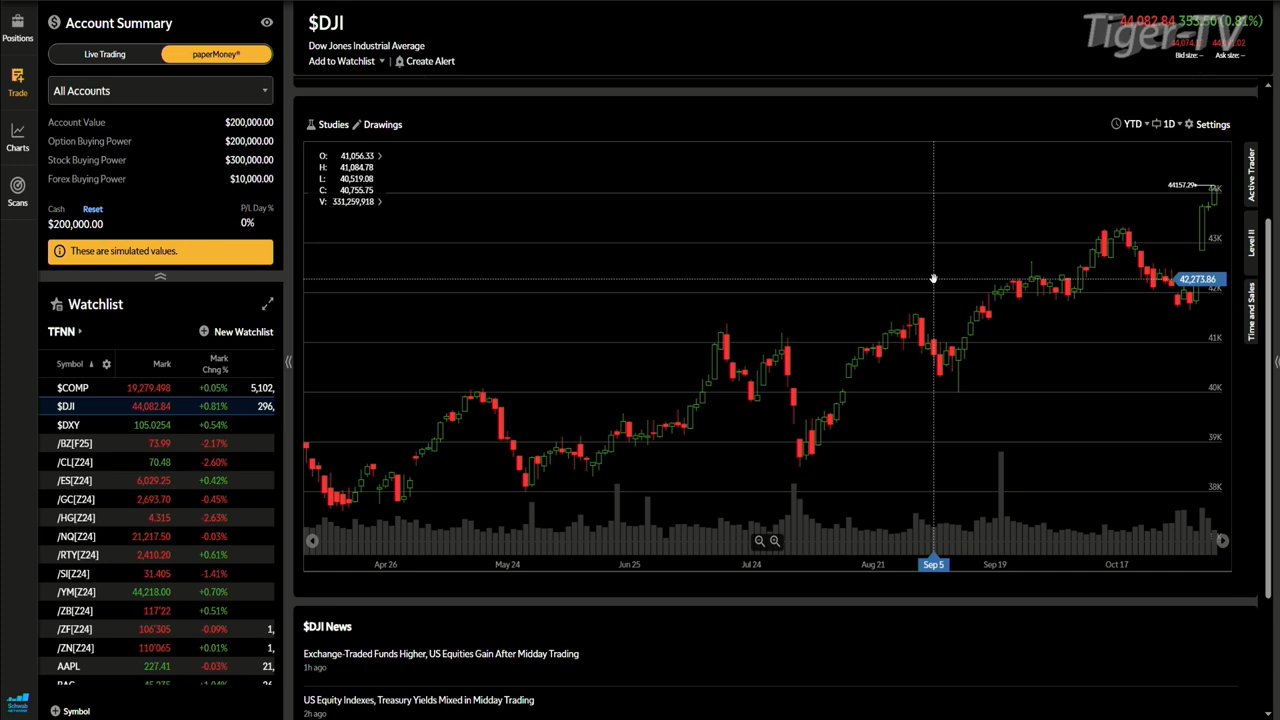 Positions
Trade
Charts
Scans
Schwab
NETWORK
Account Summary
Live Trading
paperMoney®
All Accounts
Account Value $200,000.00
Option Buying Power $200,000.00
Stock Buying Power $300,000.00
Forex Buying Power $10,000.00
Cash Reset P/L Day %
$200,000.00 0%
These are simulated values.
Watchlist
TFNN New Watchlist
Symbol Mark Mark Chng %
$COMP 19,279.498 +0.05% 5,102,
$DJI 44,082.84 +0.81% 296,
$DXY 105.0254 +0.54%
/BZ[F25] 73.99 -2.17%
/CL[Z24] 70.48 -2.60%
/ES[Z24] 6,029.25 +0.42%
/GC[Z24] 2,693.70 -0.45%
/HG[Z24] 4.315 -2.63%
/NQ[Z24] 21,217.50 -0.03%
/RTY[Z24] 2,410.20 +0.61%
/SI[Z24] 31.405 -1.41%
/YM[Z24] 44,218.00 +0.70%
/ZB[Z24] 117'22 +0.51%
/ZF[Z24] 106'305 -0.09% 1,
/ZN[Z24] 110'065 +0.01% 1,
AAPL 227.41 -0.03% 21,
Symbol
$DJI
Dow Jones Industrial Average
Add to Watchlist Create Alert
44,082.84 (0.81%)
Tiger-TV
Bid size: -- Ask size: --
Studies Drawings YTD 1D Settings
O: 41,056.33
H: 41,084.78
L: 40,519.08
C: 40,755.75
V: 331,259,918
44157.29
43K
42,273.86
42K
41K
40K
39K
38K
Apr 26 May 24 Jun 25 Jul 24 Aug 21 Sep 5 Sep 19 Oct 17
Active Trader
Level II
Time and Sales
$DJI News
Exchange-Traded Funds Higher, US Equities Gain After Midday Trading
1h ago
US Equity Indexes, Treasury Yields Mixed in Midday Trading
2h ago